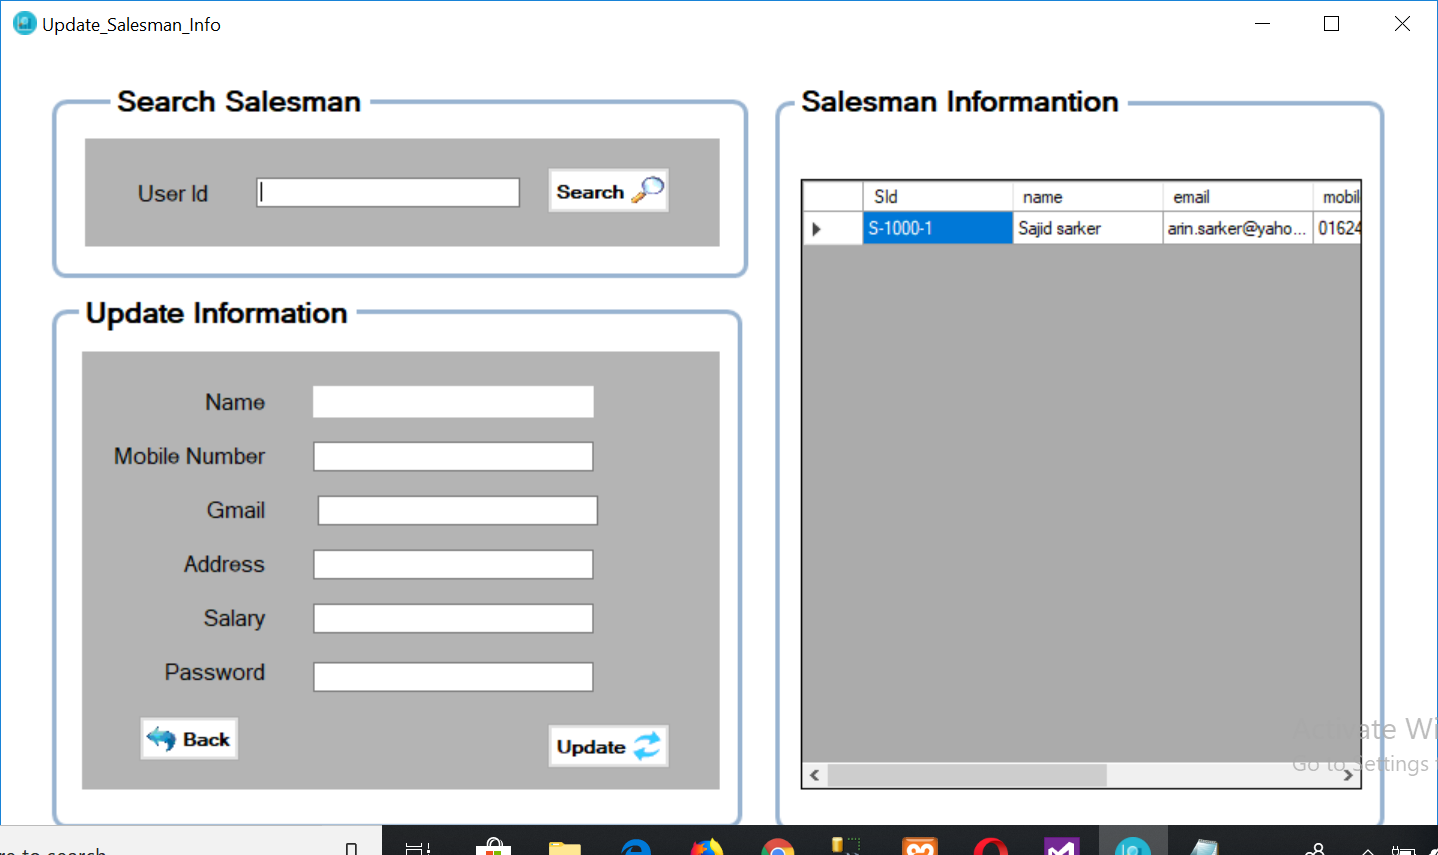 Update_Salesman_Info
Search Salesman
User Id
Search
Update Information
Name
Mobile Number
Gmail
Address
Salary
Password
Back
Update
Salesman Informantion
SId name email mobil
S-1000-1 Sajid sarker arin.sarker@yaho... 01624
Activate Wi
Go to Settings
re to search